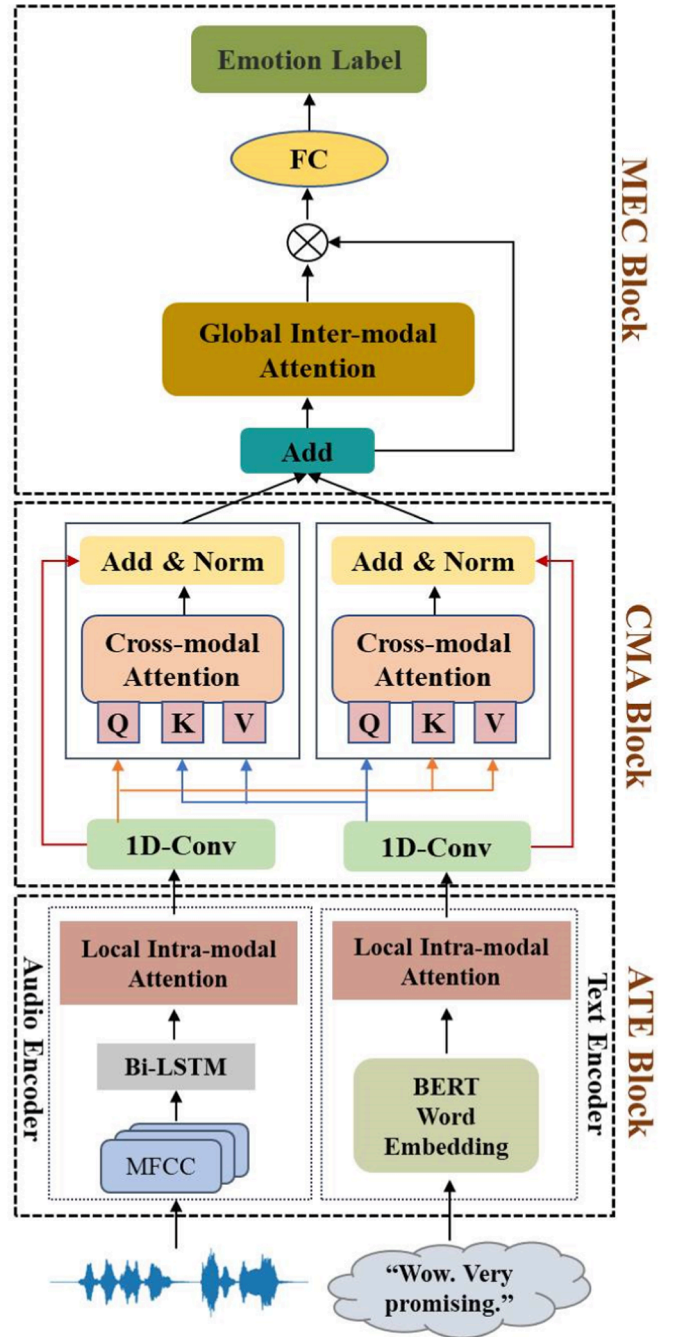 Emotion Label
FC
Global Inter-modal
Attention
Add
MEC Block
Add & Norm
Add & Norm
Cross-modal
Attention
Cross-modal
Attention
Q K V
Q K V
1D-Conv
1D-Conv
CMA Block
Local Intra-modal
Attention
Local Intra-modal
Attention
Bi-LSTM
BERT
Word
Embedding
MFCC
Audio Encoder
Text Encoder
ATE Block
“Wow. Very
promising.”